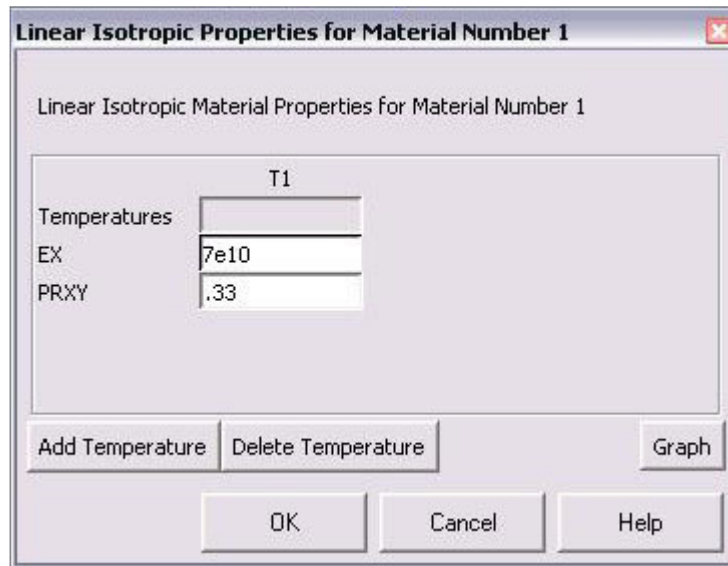 Linear Isotropic Properties for Material Number 1
Linear Isotropic Material Properties for Material Number 1
T1
Temperatures
EX 7e10
PRXY .33
Add Temperature Delete Temperature Graph
OK Cancel Help